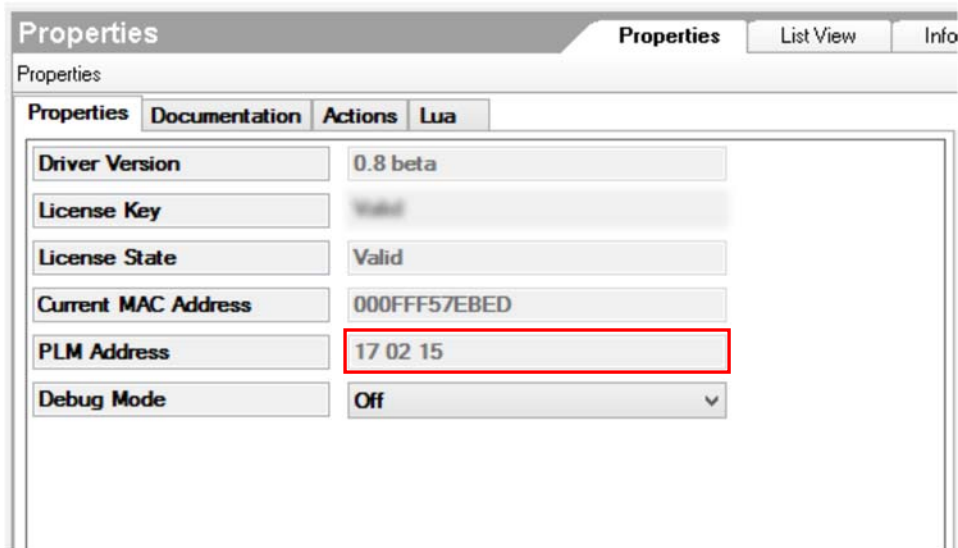 Properties
Properties List View Info
Properties
Properties Documentation Actions Lua
Driver Version 0.8 beta
License Key
License State Valid
Current MAC Address 000FFF57EBED
PLM Address 17 02 15
Debug Mode Off